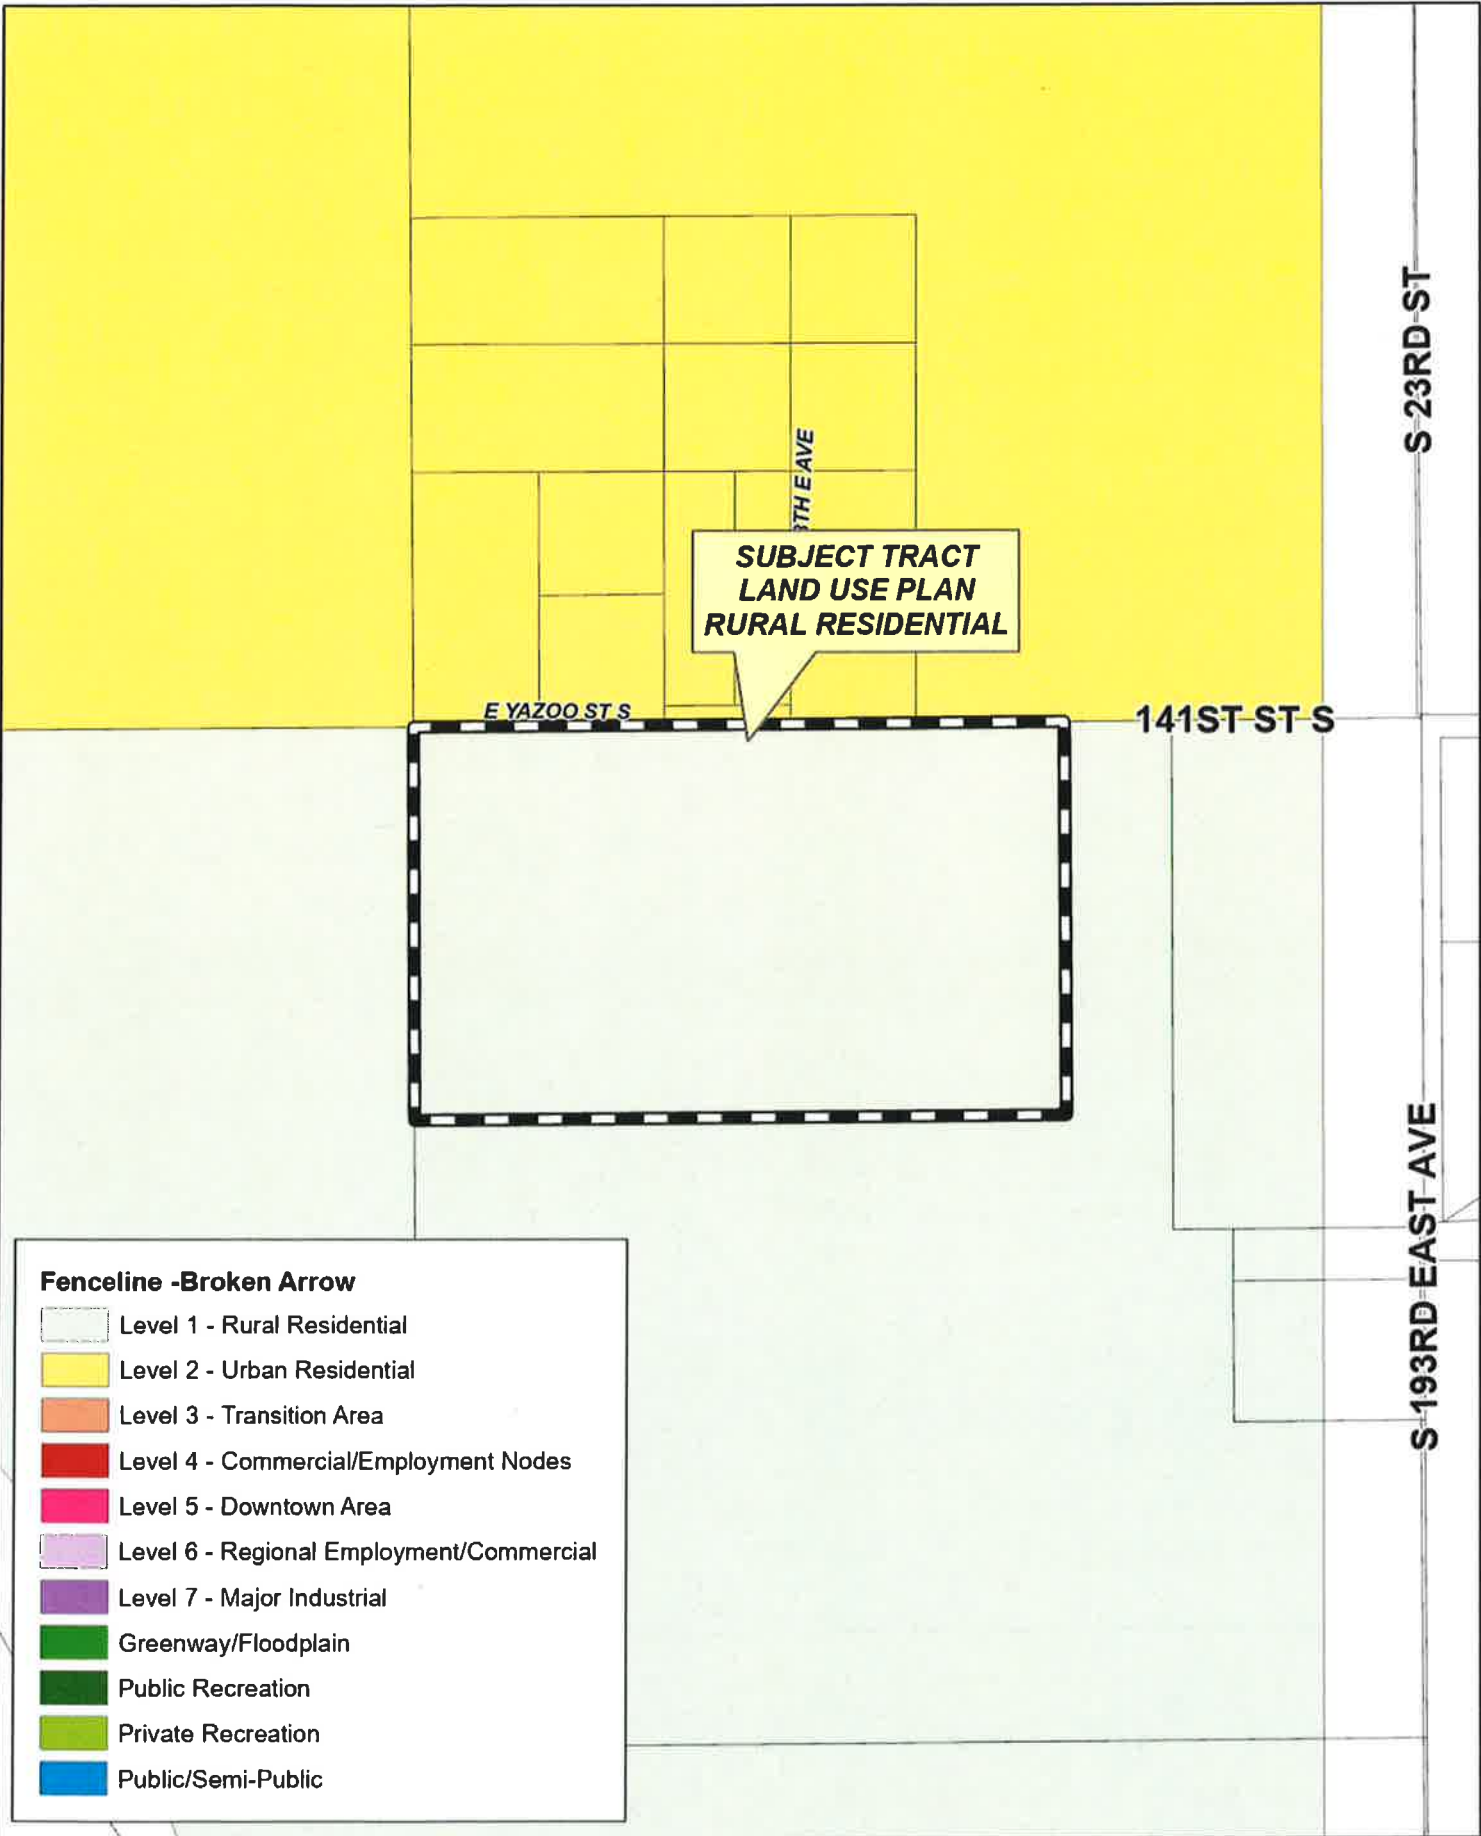 S 23RD ST
TH E AVE
SUBJECT TRACT
LAND USE PLAN
RURAL RESIDENTIAL
E YAZOO ST S
141ST ST S
S 193RD EAST AVE
Fenceline -Broken Arrow
Level 1 - Rural Residential
Level 2 - Urban Residential
Level 3 - Transition Area
Level 4 - Commercial/Employment Nodes
Level 5 - Downtown Area
Level 6 - Regional Employment/Commercial
Level 7 - Major Industrial
Greenway/Floodplain
Public Recreation
Private Recreation
Public/Semi-Public